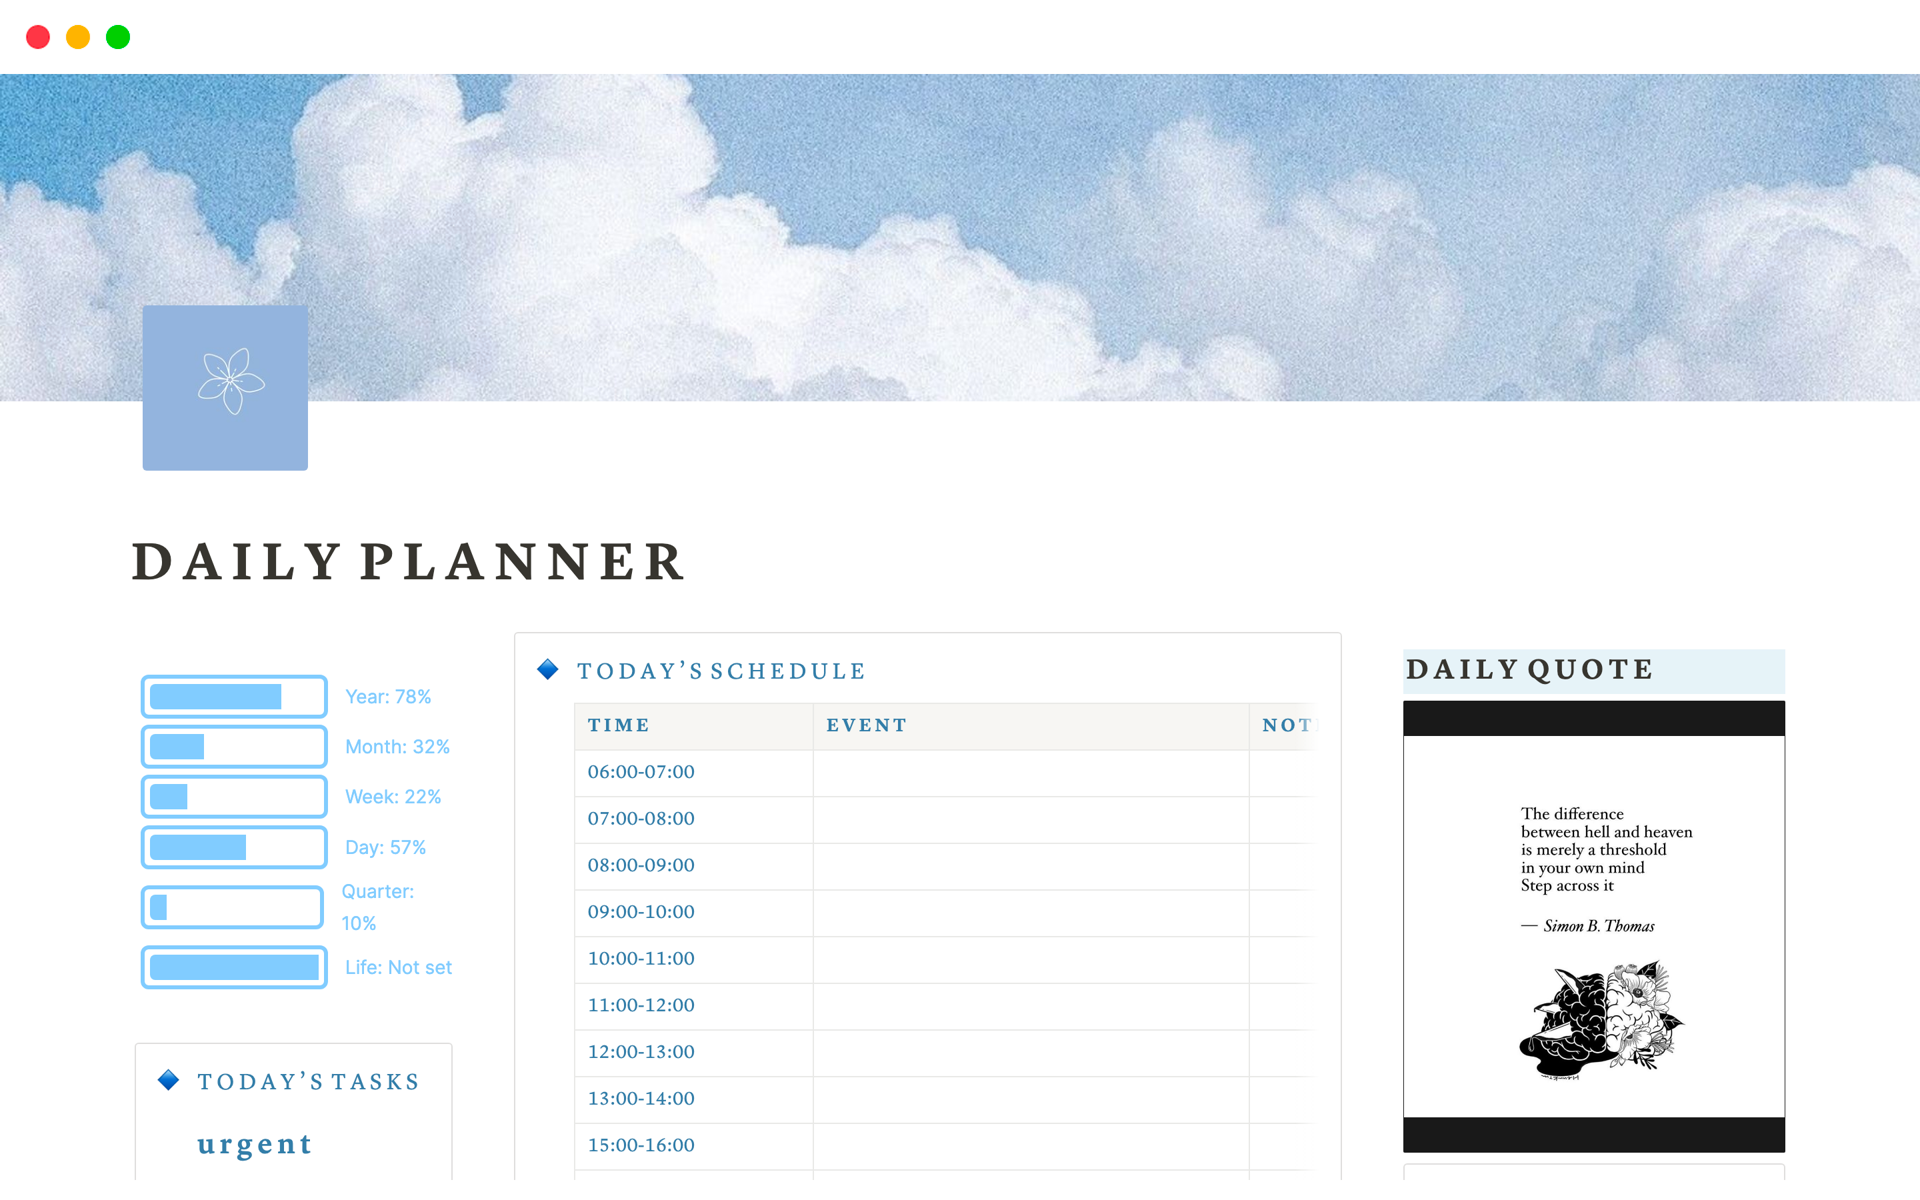 DAILY PLANNER
Year: 78%
Month: 32%
Week: 22%
Day: 57%
Quarter:
10%
Life: Not set
TODAY'S TASKS
urgent
TODAY'S SCHEDULE
TIME EVENT NOT
06:00-07:00
07:00-08:00
08:00-09:00
09:00-10:00
10:00-11:00
11:00-12:00
12:00-13:00
13:00-14:00
15:00-16:00
DAILY QUOTE
The difference
between hell and heaven
is merely a threshold
in your own mind
Step across it
— Simon B. Thomas